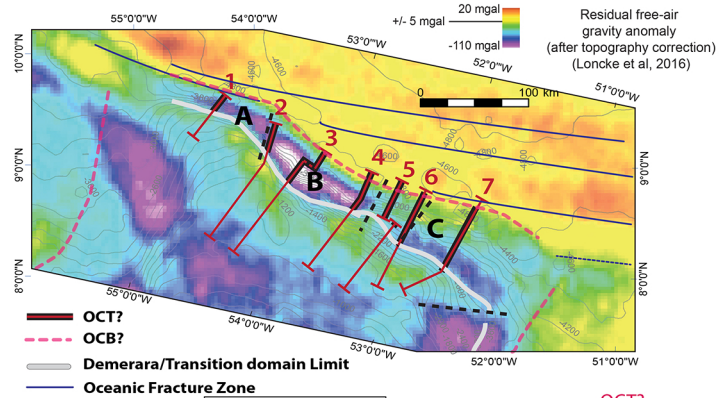 20 mgal
+/- 5 mgal
-110 mgal
Residual free-air
gravity anomaly
(after topography correction)
(Loncke et al, 2016)
55°0'0"W
54°0'0"W
53°0'0"W
52°0'0"W
51°0'0"W
0
100 km
10°0'0"N
9°0'0"N
8°0'0"N
9°0'0"N
8°0'0"N
1
2
3
4
5
6
7
A
B
C
-4600
-4600
-4800
-4800
-4600
-4400
-4200
-1400
55°0'0"W
54°0'0"W
53°0'0"W
52°0'0"W
51°0'0"W
OCT?
OCB?
Demerara/Transition domain Limit
Oceanic Fracture Zone